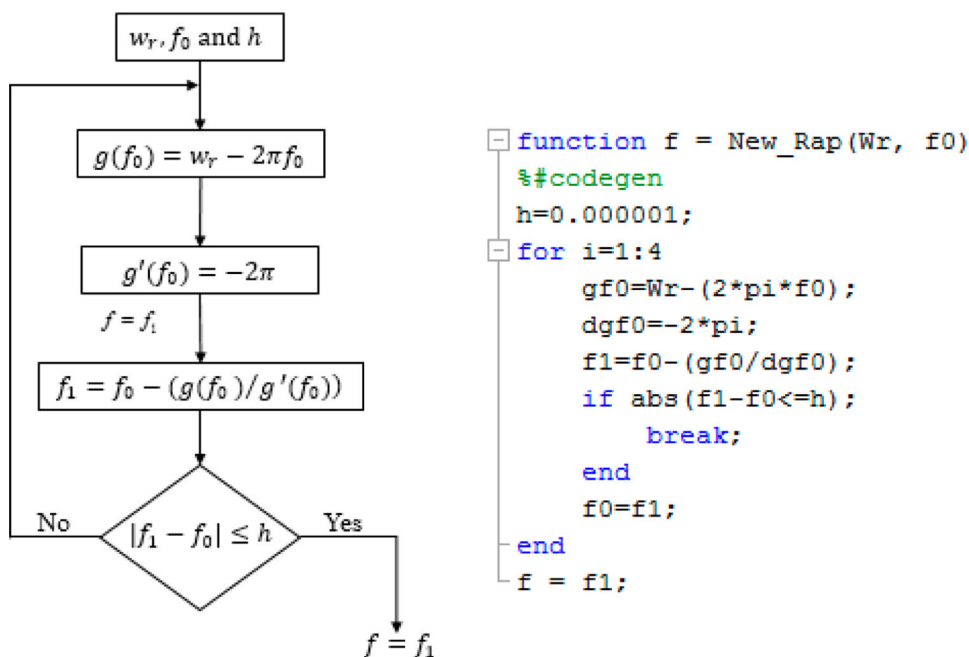 w_r, f_0 and h
g(f_0) = w_r − 2πf_0
g′(f_0) = −2π
f = f_1
f_1 = f_0 − (g(f_0)/g′(f_0))
No
|f_1 − f_0| ≤ h
Yes
f = f_1
function f = New_Rap(Wr, f0)
%#codegen
h=0.000001;
for i=1:4
gf0=Wr-(2*pi*f0);
dgf0=-2*pi;
f1=f0-(gf0/dgf0);
if abs(f1-f0<=h);
break;
end
f0=f1;
end
f = f1;